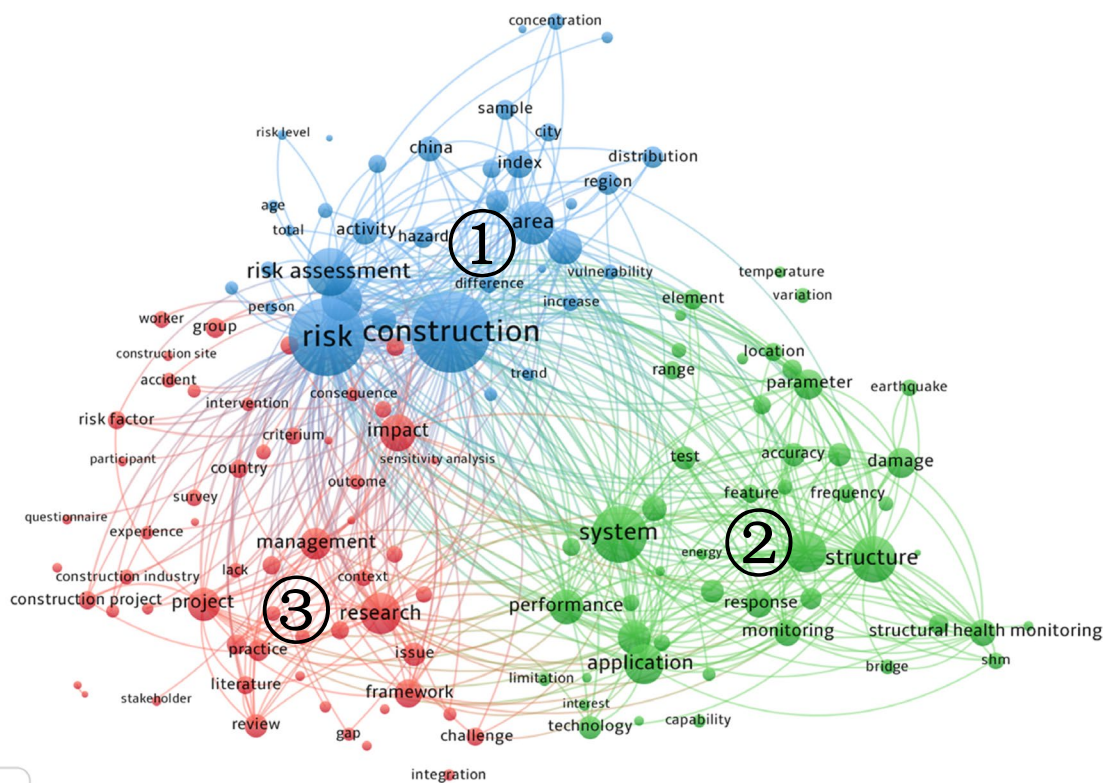 concentration
sample
city
risk level
china
index
distribution
region
age
total
activity
hazard
①
area
risk assessment
difference
vulnerability
temperature
person
increase
element
variation
worker
group
risk
construction
construction site
location
trend
range
accident
parameter
earthquake
consequence
intervention
risk factor
impact
criterium
participant
country
sensitivity analysis
test
accuracy
damage
outcome
survey
feature
frequency
questionnaire
experience
system
management
energy
②
structure
lack
context
construction industry
construction project
project
③
research
performance
response
monitoring
structural health monitoring
practice
issue
application
bridge
shm
literature
framework
limitation
stakeholder
interest
review
gap
challenge
technology
capability
integration